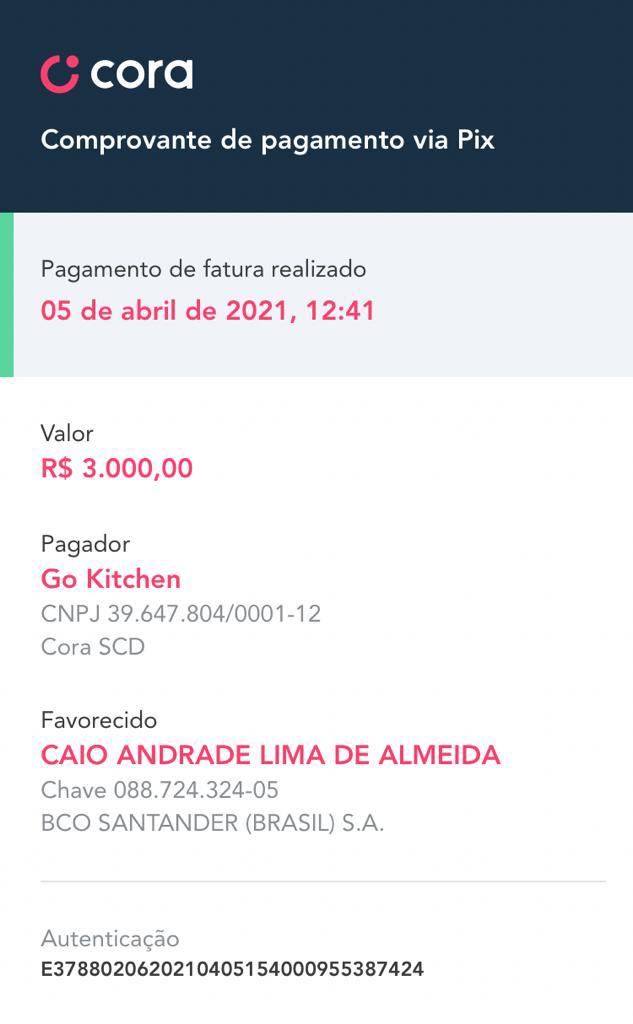 cora
Comprovante de pagamento via Pix
Pagamento de fatura realizado
05 de abril de 2021, 12:41
Valor
R$ 3.000,00
Pagador
Go Kitchen
CNPJ 39.647.804/0001-12
Cora SCD
Favorecido
CAIO ANDRADE LIMA DE ALMEIDA
Chave 088.724.324-05
BCO SANTANDER (BRASIL) S.A.
Autenticação
E3788020620210405154000955387424